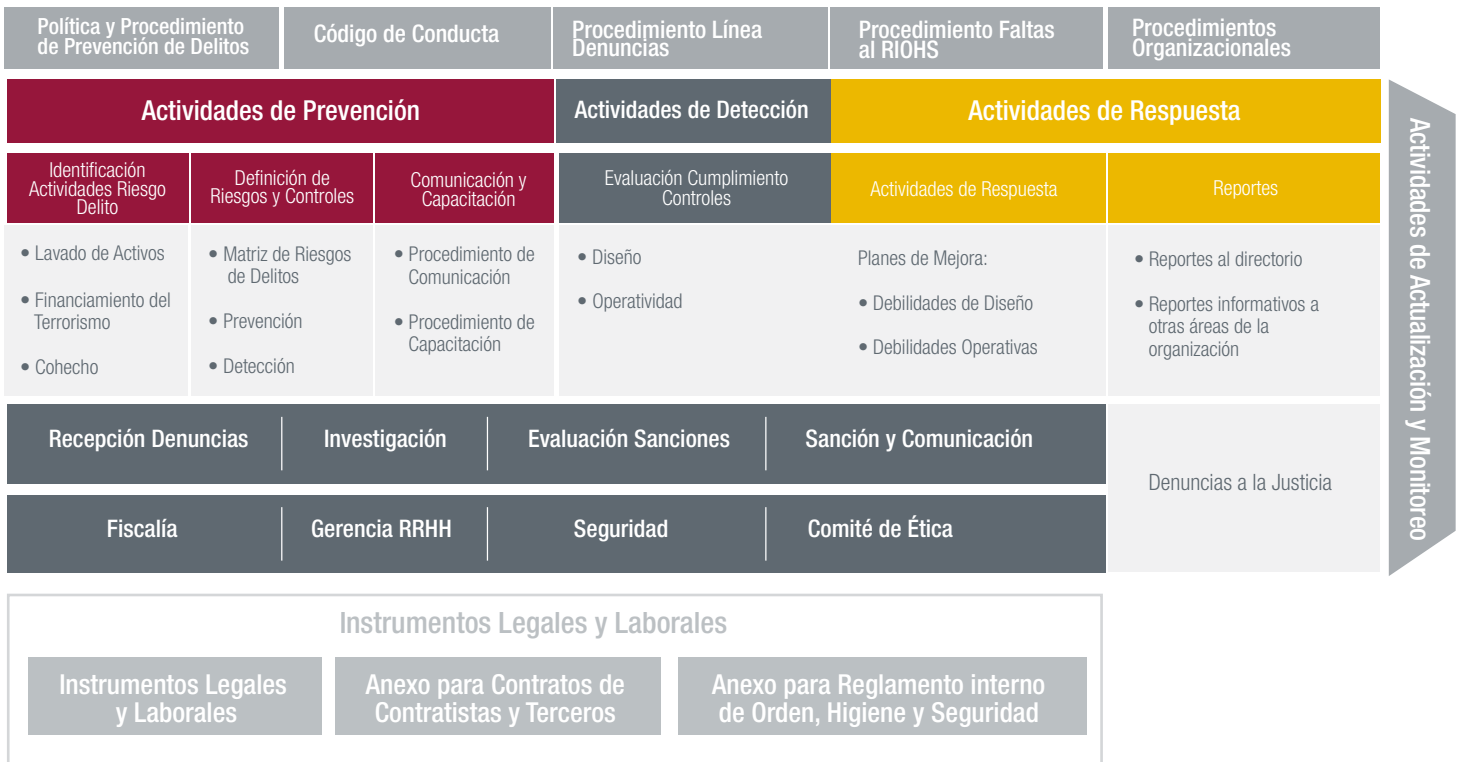 Política y Procedimiento
de Prevención de Delitos
Código de Conducta
Procedimiento Línea
Denuncias
Procedimiento Faltas
al RIOHS
Procedimientos
Organizacionales
Actividades de Prevención
Actividades de Detección
Actividades de Respuesta
Identificación
Actividades Riesgo
Delito
Definición de
Riesgos y Controles
Comunicación y
Capacitación
Evaluación Cumplimiento
Controles
Actividades de Respuesta
Reportes
• Lavado de Activos
• Financiamiento del
Terrorismo
• Cohecho
• Matriz de Riesgos
de Delitos
• Prevención
• Detección
• Procedimiento de
Comunicación
• Procedimiento de
Capacitación
• Diseño
• Operatividad
Planes de Mejora:
• Debilidades de Diseño
• Debilidades Operativas
• Reportes al directorio
• Reportes informativos a
otras áreas de la
organización
Recepción Denuncias
Investigación
Evaluación Sanciones
Sanción y Comunicación
Fiscalía
Gerencia RRHH
Seguridad
Comité de Ética
Denuncias a la Justicia
Actividades de Actualización y Monitoreo
Instrumentos Legales y Laborales
Instrumentos Legales
y Laborales
Anexo para Contratos de
Contratistas y Terceros
Anexo para Reglamento interno
de Orden, Higiene y Seguridad